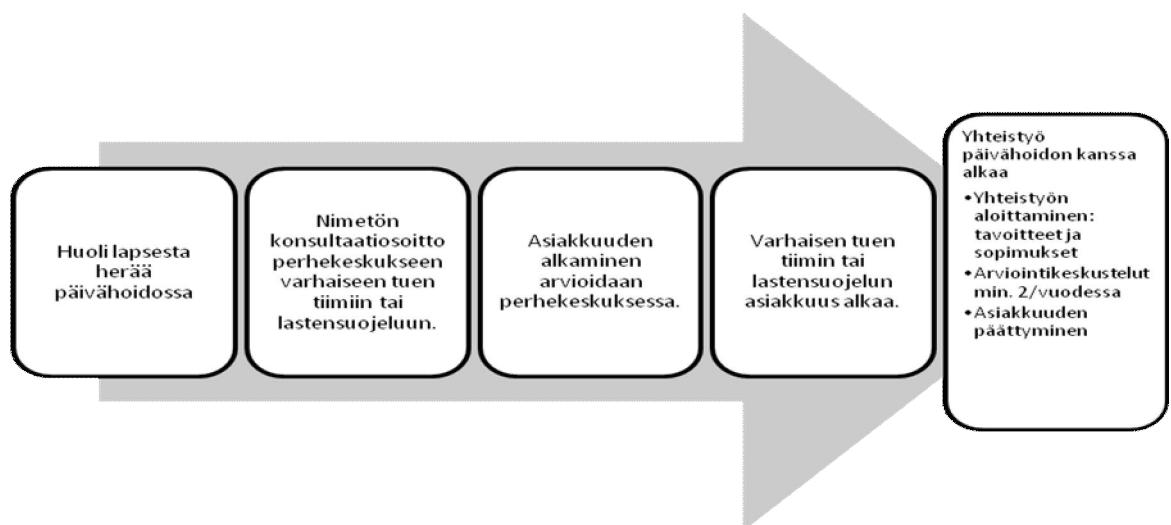 Huoli lapsesta
herää
päivähoidossa
Nimetön
konsultaatiosoitto
perhekeskukseen
varhaiseen tuen
tiimiin tai
lastensuojeluun.
Asiakkuuden
alkaminen
arvioidaan
perhekeskuksessa.
Varhaisen tuen
tiimin tai
lastensuojelun
asiakkuus alkaa.
Yhteistyö
päivähoidon kanssa
alkaa
•Yhteistyön
aloittaminen:
tavoitteet ja
sopimukset
•Arviointikeskustelut
min. 2/vuodessa
•Asiakkuuden
päättyminen